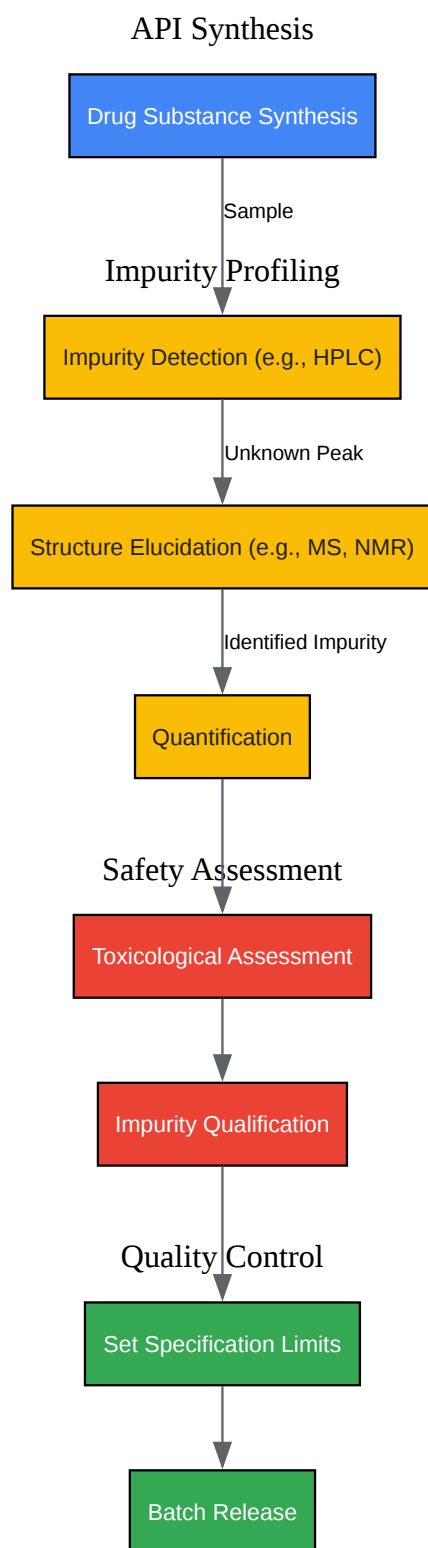 API Synthesis
Drug Substance Synthesis
Sample
Impurity Profiling
Impurity Detection (e.g., HPLC)
Unknown Peak
Structure Elucidation (e.g., MS, NMR)
Identified Impurity
Quantification
Safety Assessment
Toxicological Assessment
Impurity Qualification
Quality Control
Set Specification Limits
Batch Release